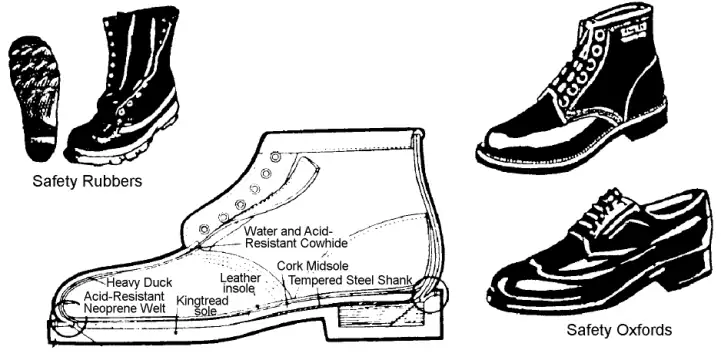 Safety Rubbers
Water and Acid-
Resistant Cowhide
Cork Midsole
Tempered Steel Shank
Leather
insole
Heavy Duck
Acid-Resistant
Neoprene Welt
Kingtread
sole
Safety Oxfords